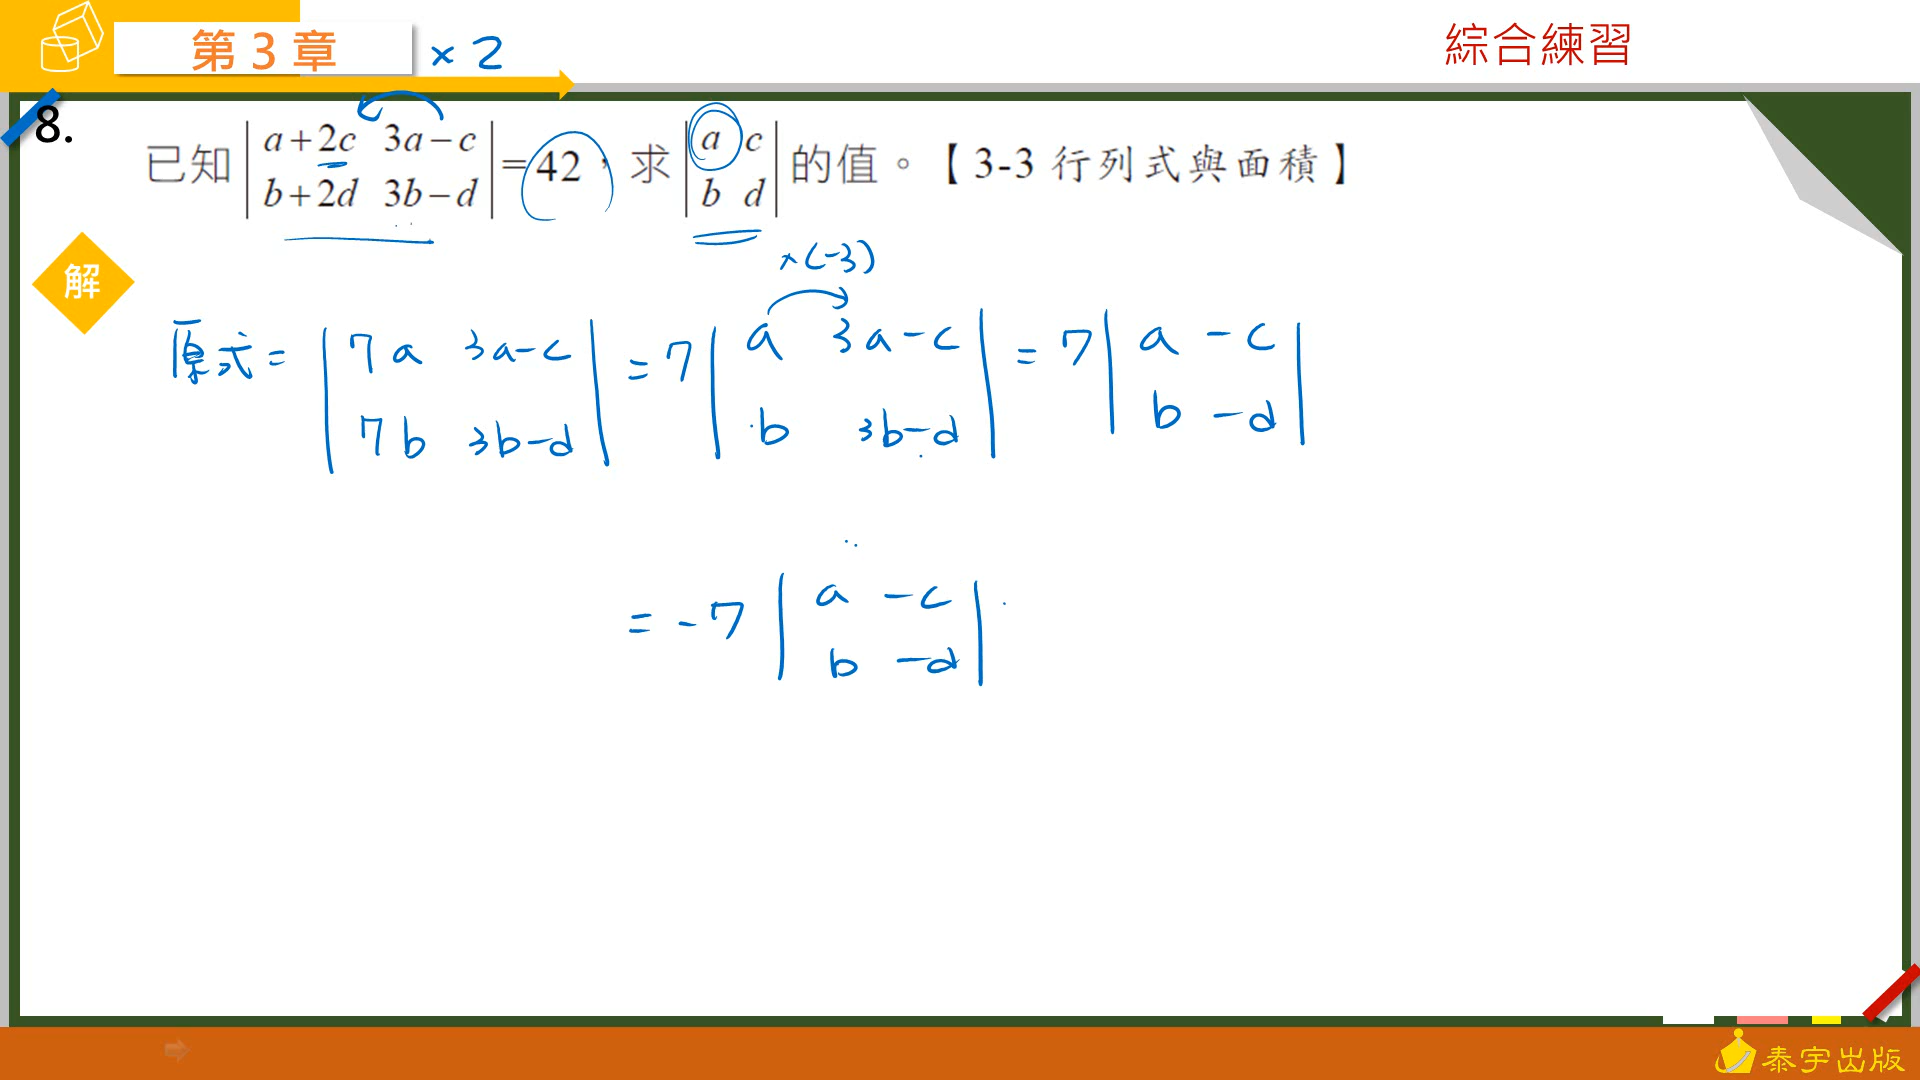 第 3 章 × 2
綜合練習
8.
已知 | a+2c 3a−c | = 42，求 | a c | 的值。【3-3 行列式與面積】
| b+2d 3b−d | | b d |
解
×(-3)
原式 = | 7a 3a-c | = 7 | a 3a-c | = 7 | a -c |
| 7b 3b-d | | b 3b-d | | b -d |
= -7 | a -c |
| b -d |
泰宇出版